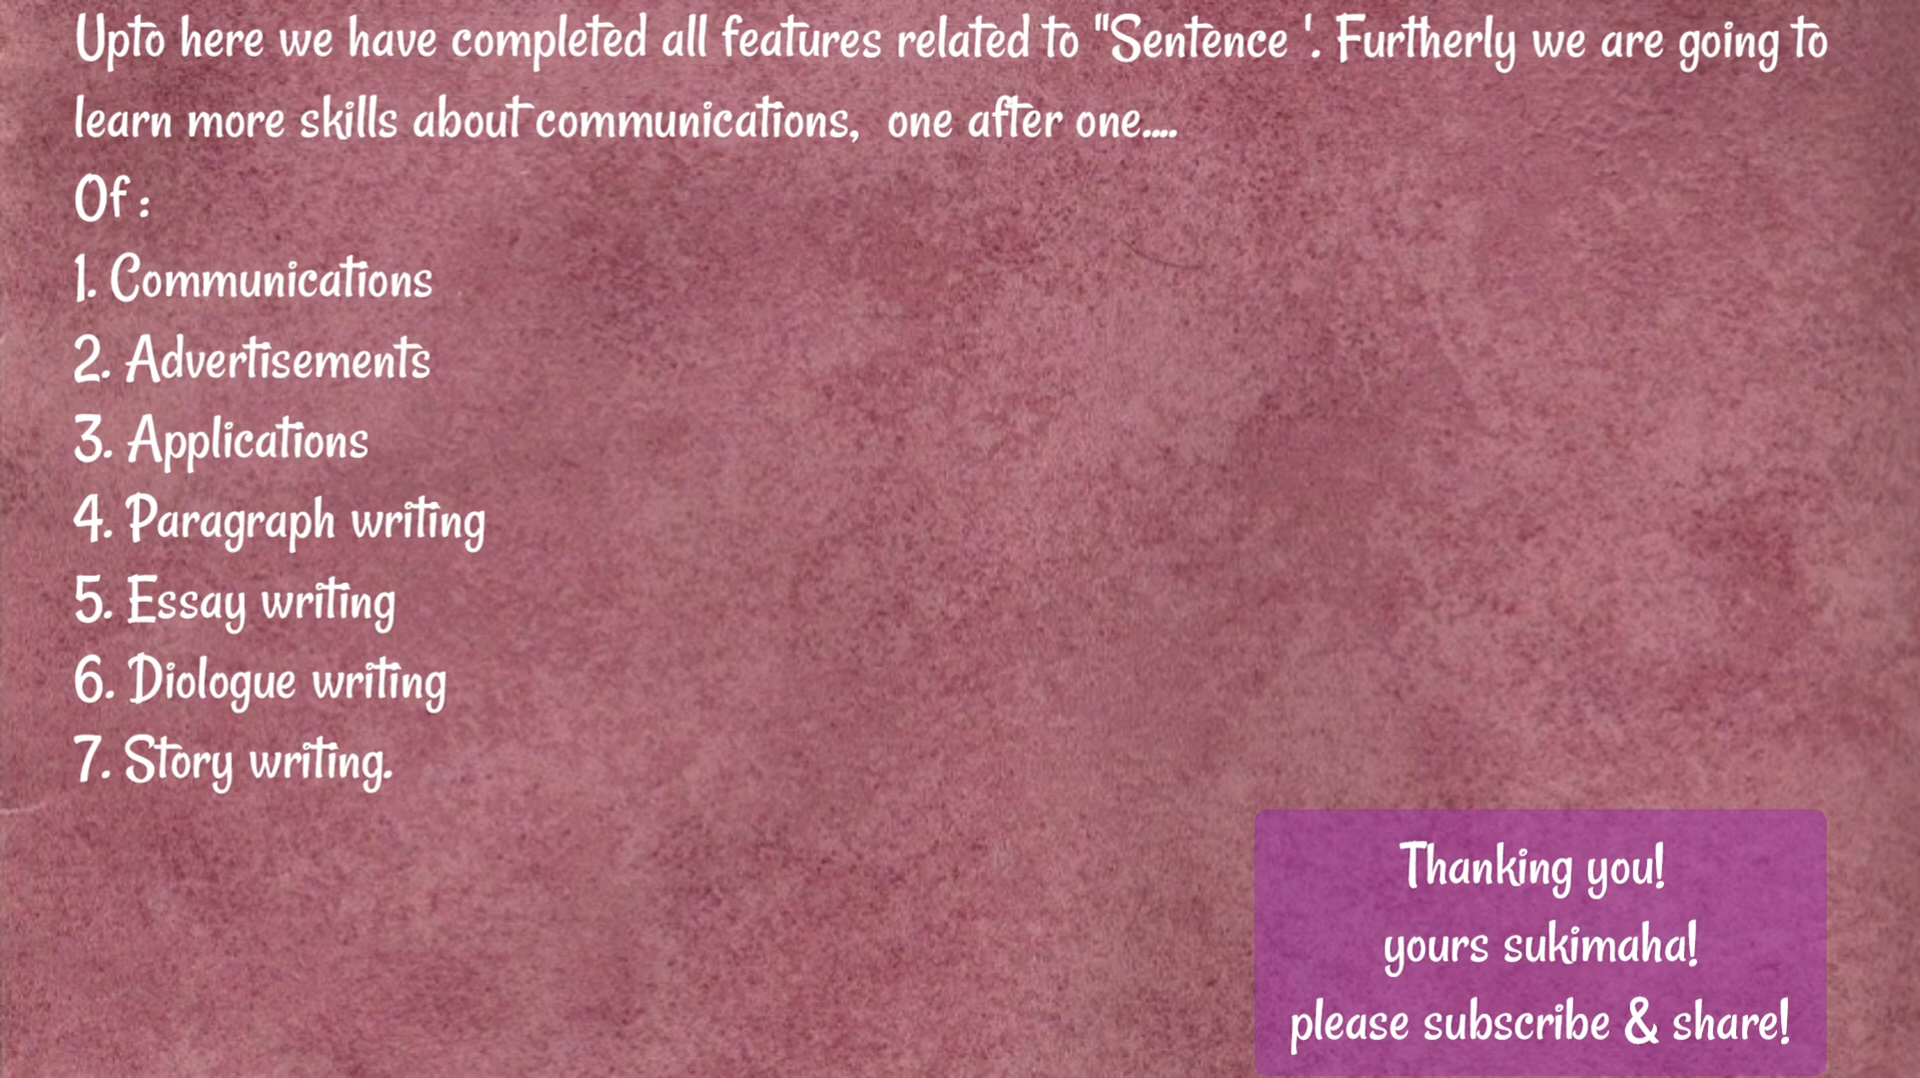 Upto here we have completed all features related to "Sentence '. Furtherly we are going to
learn more skills about communications,  one after one....
Of :
1. Communications
2. Advertisements
3. Applications
4. Paragraph writing
5. Essay writing
6. Diologue writing
7. Story writing.
Thanking you!
yours sukimaha!
please subscribe & share!